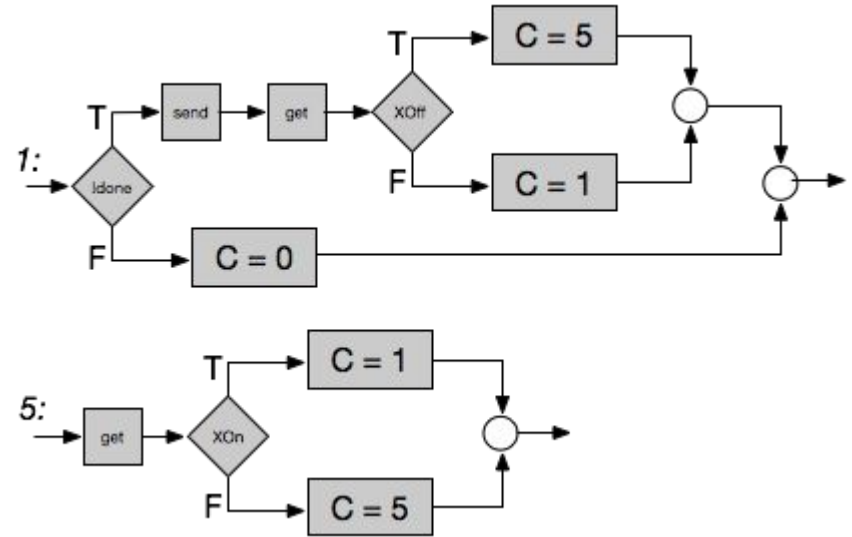 T
C = 5
1:
T
send
get
XOff
!done
F
C = 1
F
C = 0
5:
get
T
C = 1
XOn
F
C = 5